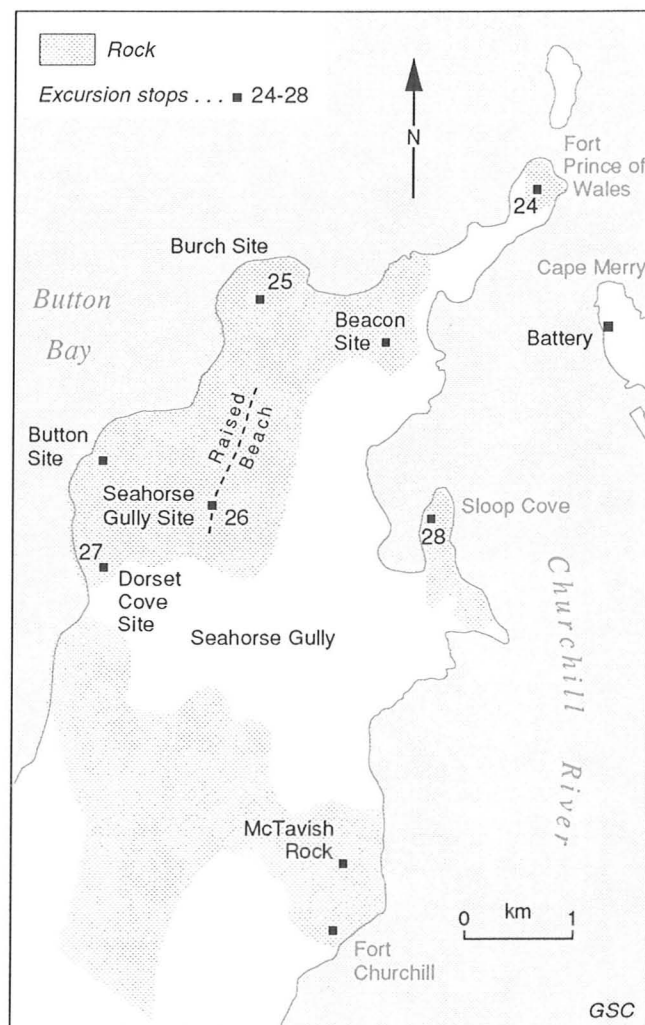 Rock
Excursion stops . . . 24-28
N
Fort
Prince of
Wales
24
Burch Site
25
Cape Merry
Button
Bay
Beacon
Site
Battery
Raised
Beach
Button
Site
Seahorse
Gully Site
26
Sloop Cove
28
27
Dorset
Cove
Site
Seahorse Gully
Churchill
River
McTavish
Rock
0 km 1
Fort
Churchill
GSC